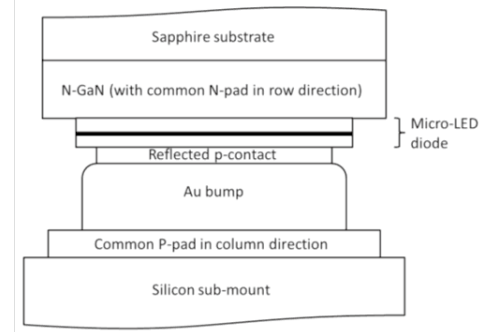 Sapphire substrate
N-GaN (with common N-pad in row direction)
Micro-LED
diode
Reflected p-contact
Au bump
Common P-pad in column direction
Silicon sub-mount